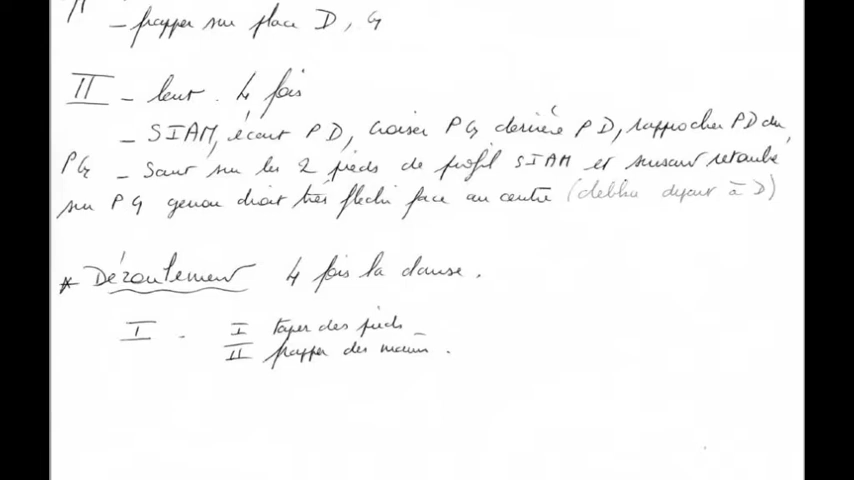 - frapper sur place D, G
II - leur. 4 fois
- SIAM, écart PD, croiser PG derrière PD, rapprocher PD du
PG - Saut sur les 2 pieds de profil SIAM et sursaut retombé
sur PG genou droit très fléchi face au centre (debka départ à D)
* Déroulement 4 fois la danse.
I. I taper des pieds
II frapper des mains.